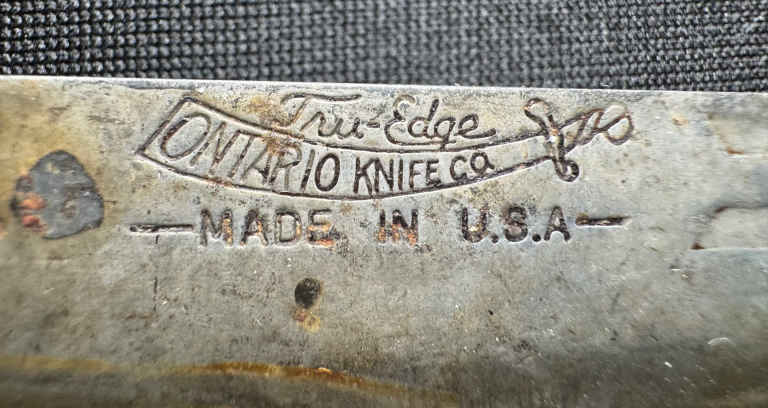 Tru-Edge
ONTARIO KNIFE CO
MADE IN U.S.A